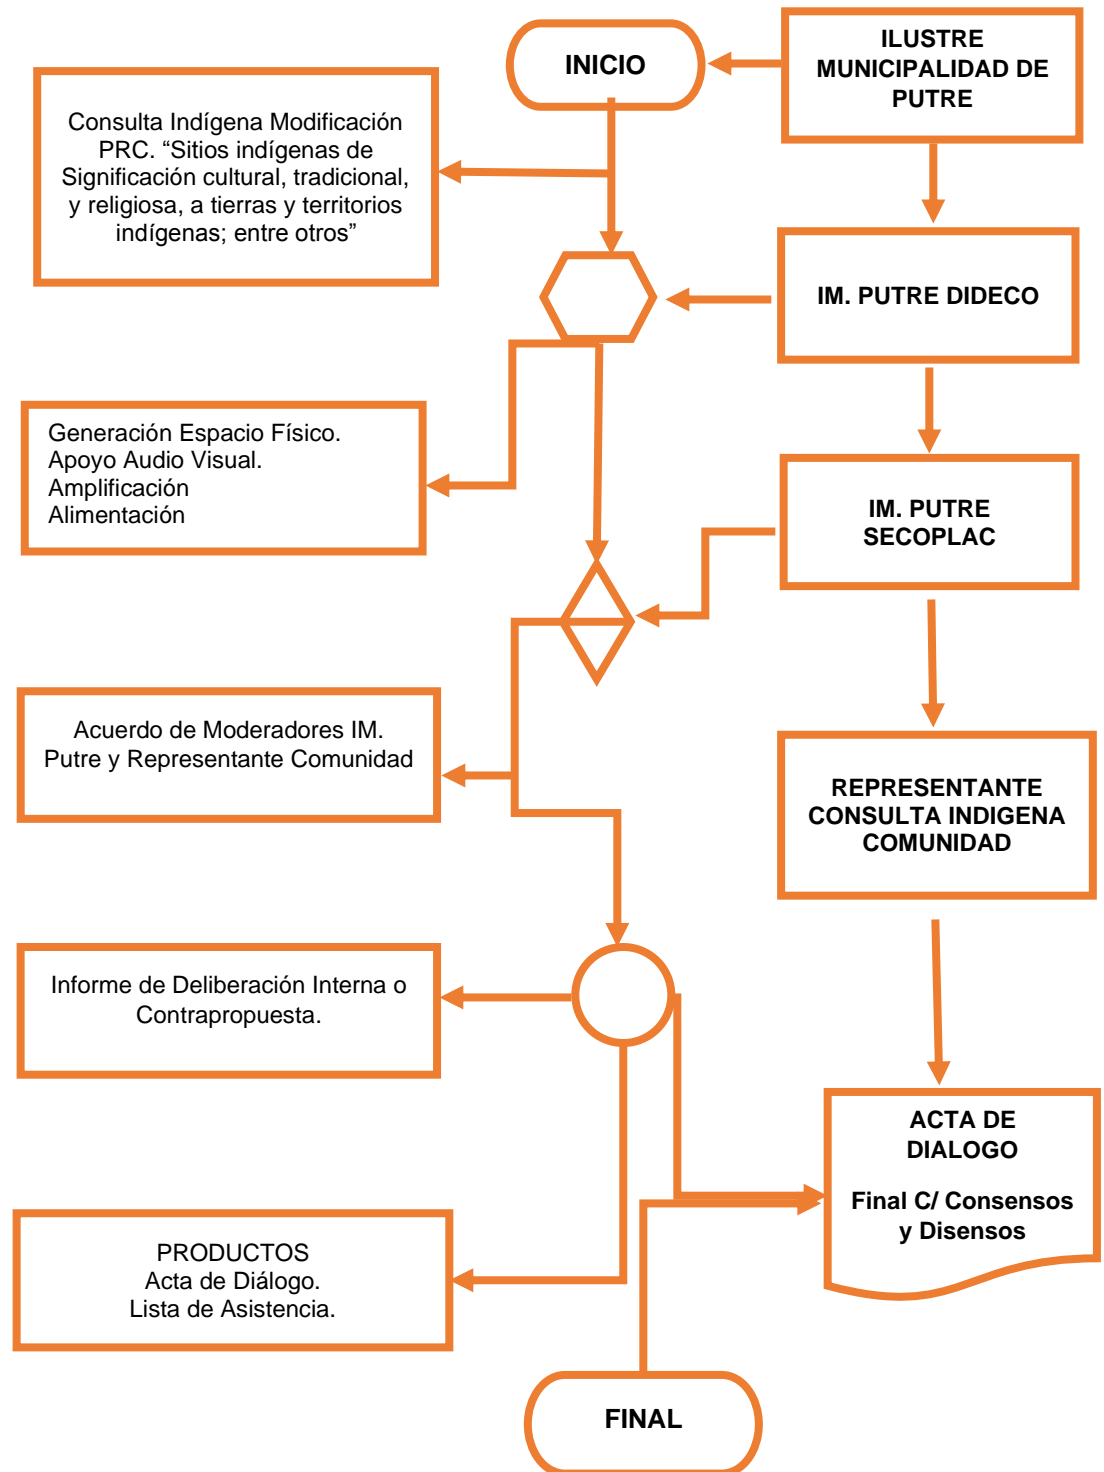 INICIO
ILUSTRE
MUNICIPALIDAD DE
PUTRE
Consulta Indígena Modificación
PRC. “Sitios indígenas de
Significación cultural, tradicional,
y religiosa, a tierras y territorios
indígenas; entre otros”
IM. PUTRE DIDECO
Generación Espacio Físico.
Apoyo Audio Visual.
Amplificación
Alimentación
IM. PUTRE
SECOPLAC
Acuerdo de Moderadores IM.
Putre y Representante Comunidad
REPRESENTANTE
CONSULTA INDIGENA
COMUNIDAD
Informe de Deliberación Interna o
Contrapropuesta.
ACTA DE
DIALOGO
Final C/ Consensos
y Disensos
PRODUCTOS
Acta de Diálogo.
Lista de Asistencia.
FINAL